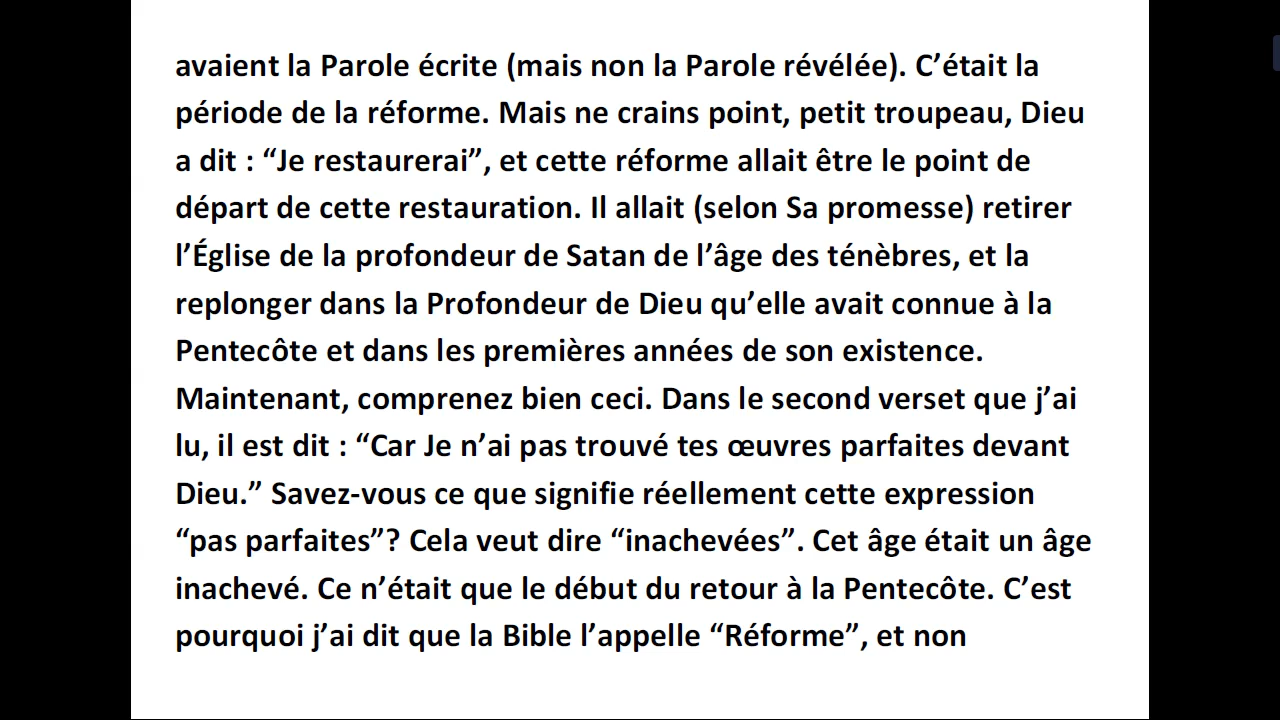 avaient la Parole écrite (mais non la Parole révélée). C’était la
période de la réforme. Mais ne crains point, petit troupeau, Dieu
a dit : “Je restaurerai”, et cette réforme allait être le point de
départ de cette restauration. Il allait (selon Sa promesse) retirer
l’Église de la profondeur de Satan de l’âge des ténèbres, et la
replonger dans la Profondeur de Dieu qu’elle avait connue à la
Pentecôte et dans les premières années de son existence.
Maintenant, comprenez bien ceci. Dans le second verset que j’ai
lu, il est dit : “Car Je n’ai pas trouvé tes œuvres parfaites devant
Dieu.” Savez-vous ce que signifie réellement cette expression
“pas parfaites”? Cela veut dire “inachevées”. Cet âge était un âge
inachevé. Ce n’était que le début du retour à la Pentecôte. C’est
pourquoi j’ai dit que la Bible l’appelle “Réforme”, et non